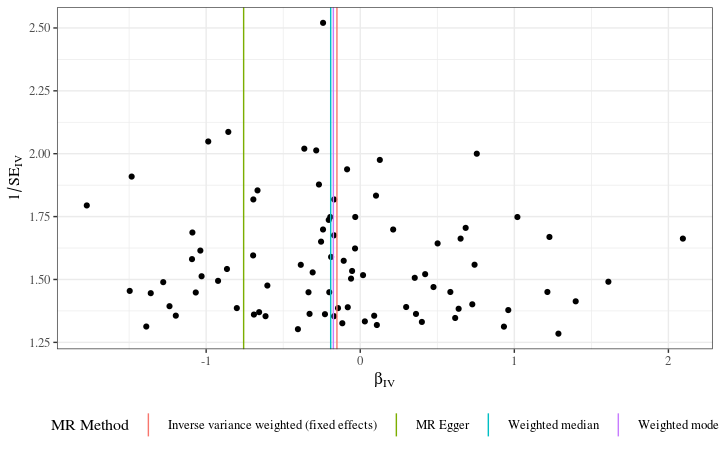 2.50
2.25
2.00
1.75
1.50
1.25
1/SE_IV
-1 0 1 2
β_IV
MR Method Inverse variance weighted (fixed effects) MR Egger Weighted median Weighted mode